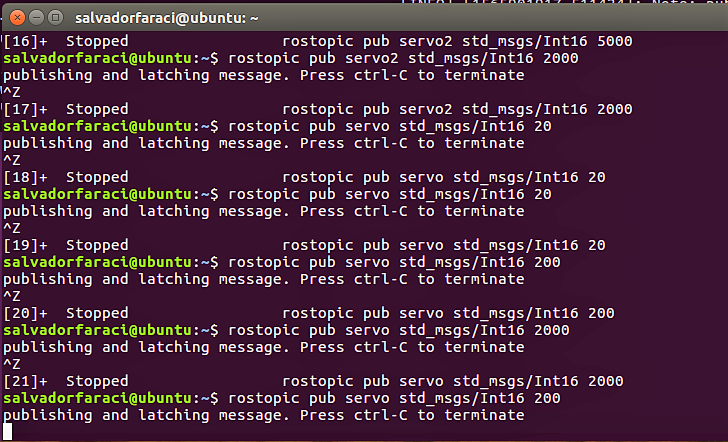 salvadorfaraci@ubuntu: ~
[16]+  Stopped                 rostopic pub servo2 std_msgs/Int16 5000
salvadorfaraci@ubuntu:~$ rostopic pub servo2 std_msgs/Int16 2000
publishing and latching message. Press ctrl-C to terminate
^Z
[17]+  Stopped                 rostopic pub servo2 std_msgs/Int16 2000
salvadorfaraci@ubuntu:~$ rostopic pub servo std_msgs/Int16 20
publishing and latching message. Press ctrl-C to terminate
^Z
[18]+  Stopped                 rostopic pub servo std_msgs/Int16 20
salvadorfaraci@ubuntu:~$ rostopic pub servo std_msgs/Int16 20
publishing and latching message. Press ctrl-C to terminate
^Z
[19]+  Stopped                 rostopic pub servo std_msgs/Int16 20
salvadorfaraci@ubuntu:~$ rostopic pub servo std_msgs/Int16 200
publishing and latching message. Press ctrl-C to terminate
^Z
[20]+  Stopped                 rostopic pub servo std_msgs/Int16 200
salvadorfaraci@ubuntu:~$ rostopic pub servo std_msgs/Int16 2000
publishing and latching message. Press ctrl-C to terminate
^Z
[21]+  Stopped                 rostopic pub servo std_msgs/Int16 2000
salvadorfaraci@ubuntu:~$ rostopic pub servo std_msgs/Int16 200
publishing and latching message. Press ctrl-C to terminate